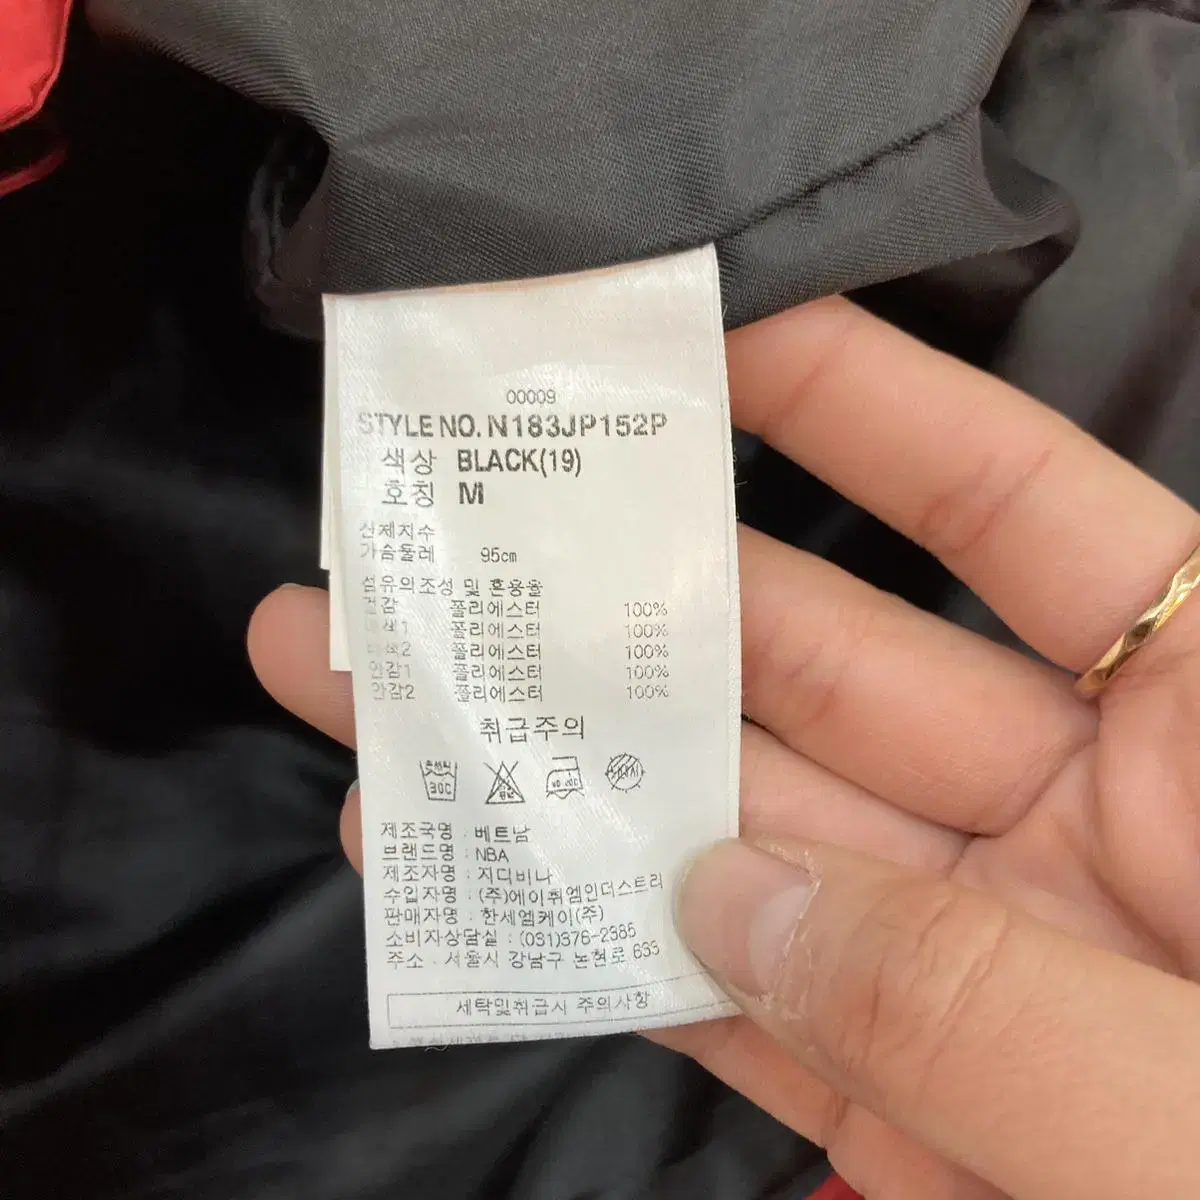 00009
STYLE NO. N183JP152P
색상 BLACK(19)
호칭 M
신체치수
가슴둘레 95cm
섬유의조성 및 혼용율
겉감 폴리에스터 100%
배색1 폴리에스터 100%
배색2 폴리에스터 100%
안감1 폴리에스터 100%
안감2 폴리에스터 100%
취급주의
30C
제조국명 : 베트남
브랜드명 : NBA
제조자명 : 지디비나
수입자명 : (주)에이취엠인더스트리
판매자명 : 한세엠케이(주)
소비자상담실 : (031)376-2385
주소 : 서울시 강남구 논현로 633
세탁및취급시 주의사항